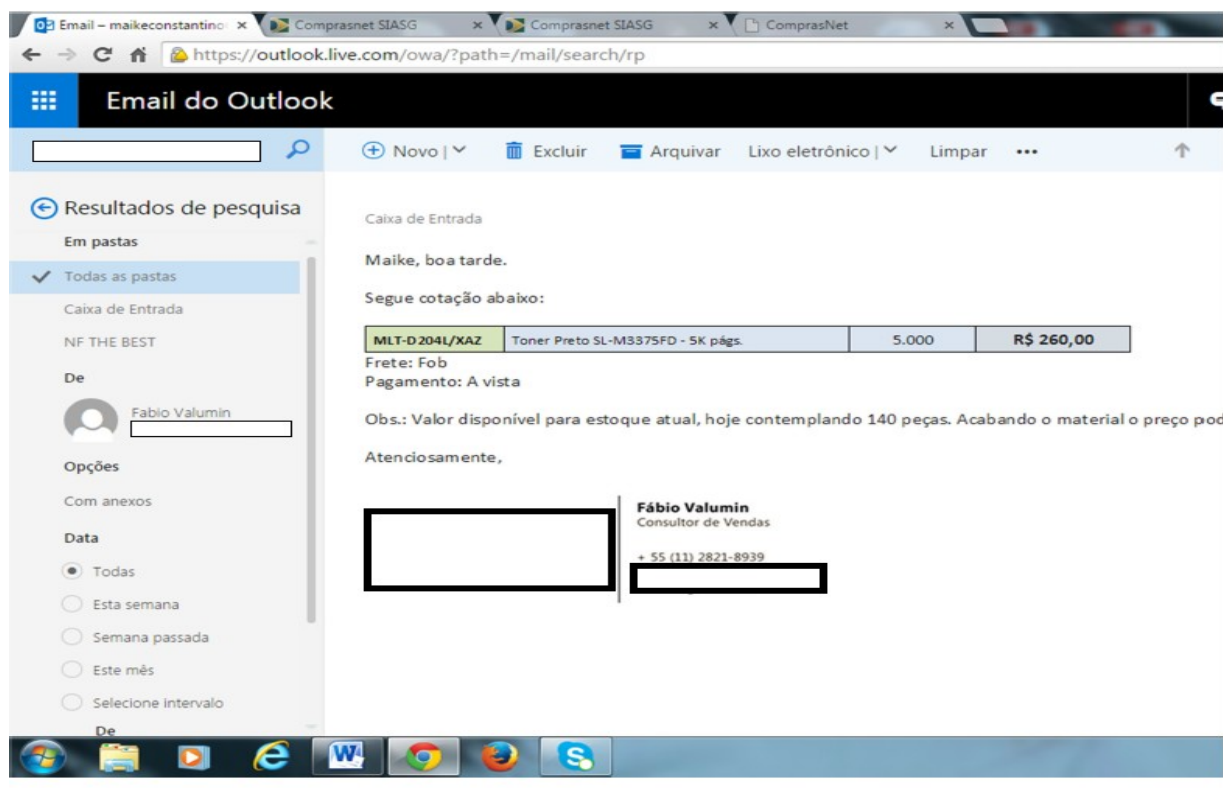 Email – maikeconstantino
Comprasnet SIASG
Comprasnet SIASG
ComprasNet
https://outlook.live.com/owa/?path=/mail/search/rp
Email do Outlook
Novo
Excluir
Arquivar
Lixo eletrônico
Limpar
Resultados de pesquisa
Em pastas
Todas as pastas
Caixa de Entrada
NF THE BEST
De
Fabio Valumin
Opções
Com anexos
Data
Todas
Esta semana
Semana passada
Este mês
Selecione intervalo
De
Caixa de Entrada
Maike, boa tarde.
Segue cotação abaixo:
MLT-D204L/XAZ Toner Preto SL-M3375FD - 5K págs. 5.000 R$ 260,00
Frete: Fob
Pagamento: A vista
Obs.: Valor disponível para estoque atual, hoje contemplando 140 peças. Acabando o material o preço pod
Atenciosamente,
Fábio Valumin
Consultor de Vendas
+ 55 (11) 2821-8939